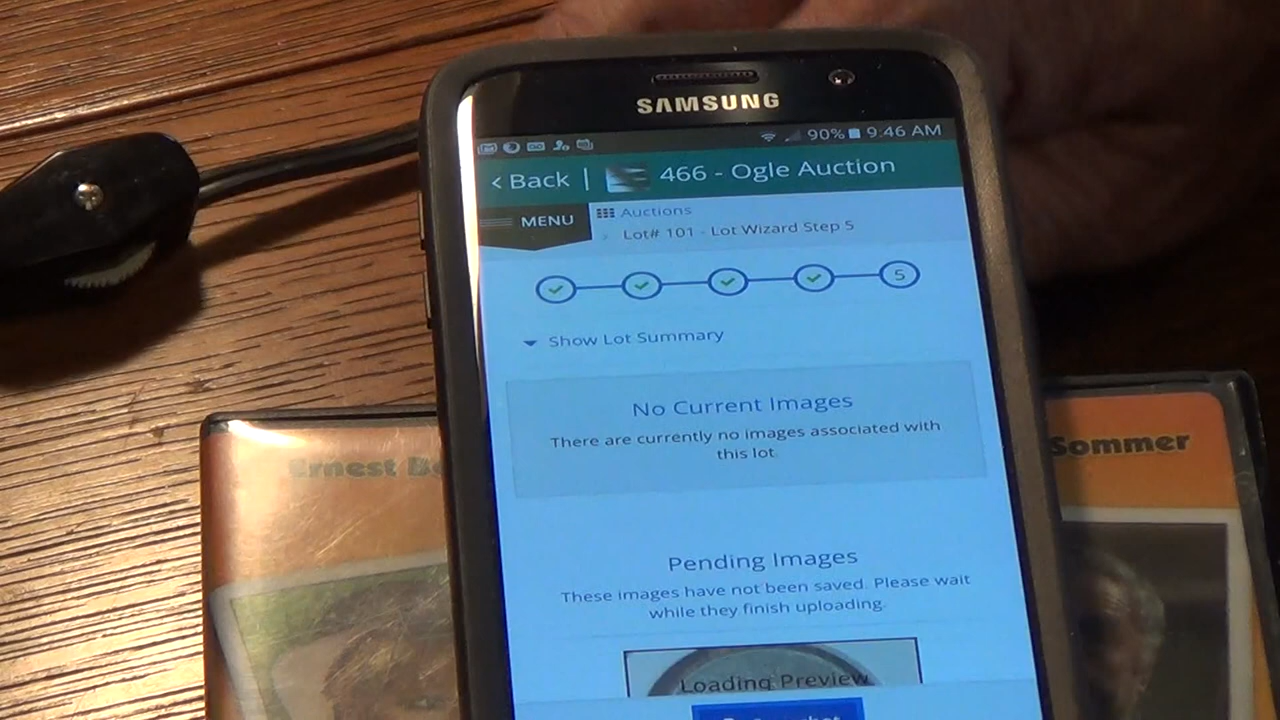 SAMSUNG
90% 9:46 AM
< Back | 466 - Ogle Auction
MENU
Auctions
> Lot# 101 - Lot Wizard Step 5
5
Show Lot Summary
No Current Images
There are currently no images associated with
this lot.
Ernest
Sommer
Pending Images
These images have not been saved. Please wait
while they finish uploading.
Loading Preview